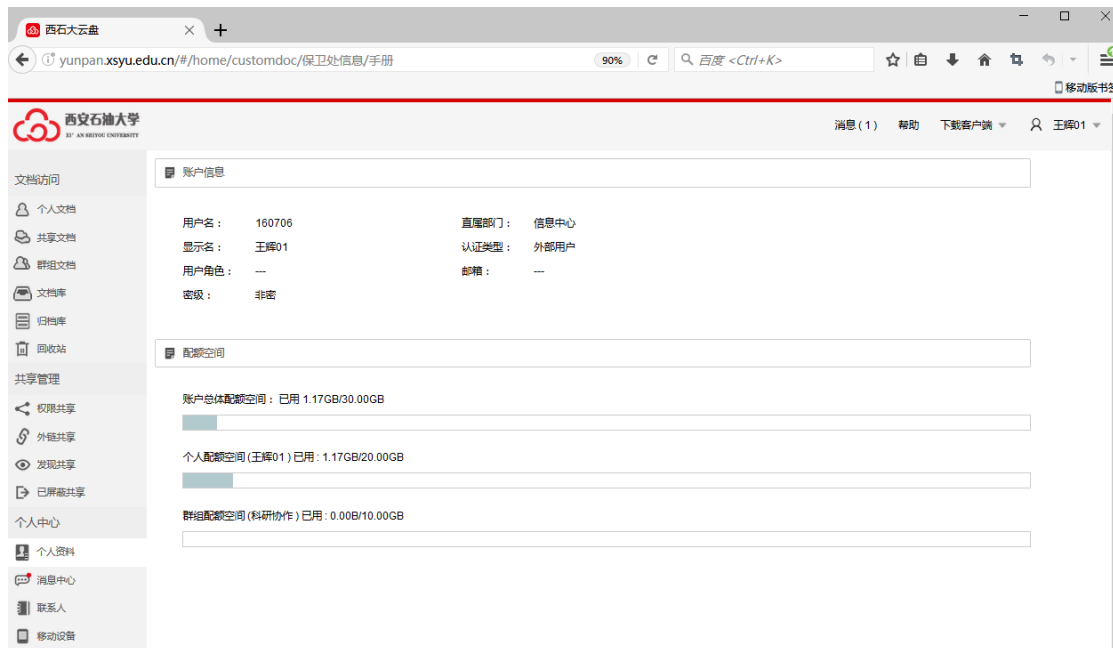 西石大云盘
yunpan.xsyu.edu.cn/#/home/customdoc/保卫处信息/手册
90%
百度 <Ctrl+K>
移动版书签
西安石油大学
XI' AN SHIYOU UNIVERSITY
消息(1) 帮助 下载客户端 王辉01
文档访问
个人文档
共享文档
群组文档
文档库
归档库
回收站
共享管理
权限共享
外链共享
发现共享
已屏蔽共享
个人中心
个人资料
消息中心
联系人
移动设备
账户信息
用户名： 160706 直属部门： 信息中心
显示名： 王辉01 认证类型： 外部用户
用户角色： --- 邮箱： ---
密级： 非密
配额空间
账户总体配额空间：已用 1.17GB/30.00GB
个人配额空间(王辉01)已用: 1.17GB/20.00GB
群组配额空间(科研协作)已用: 0.00B/10.00GB